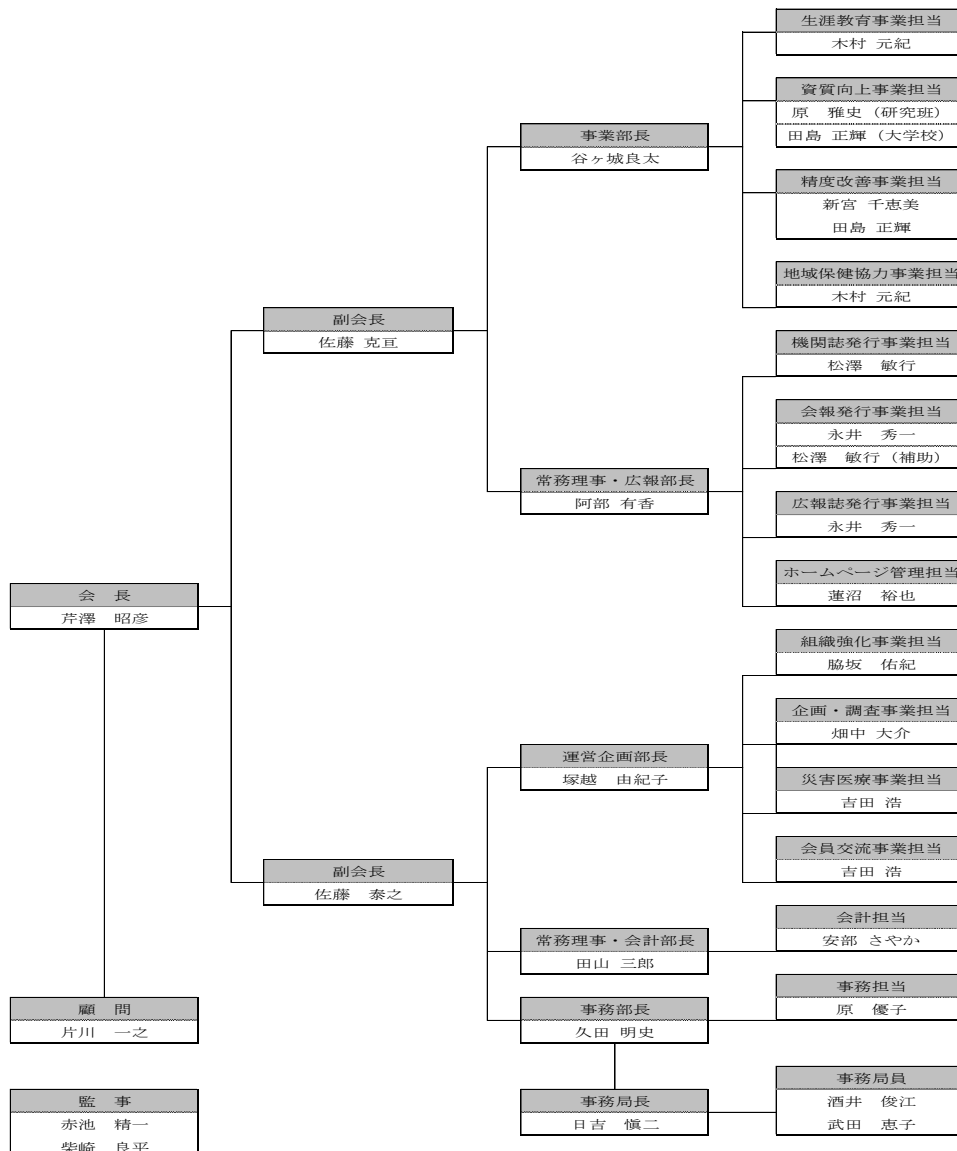 会　長
芹澤　昭彦
顧　問
片川　一之
監　事
赤池　精一
柴崎　良平
副会長
佐藤 克亘
副会長
佐藤　泰之
事業部長
谷ヶ城良太
常務理事・広報部長
阿部 有香
運営企画部長
塚越　由紀子
常務理事・会計部長
田山 三郎
事務部長
久田 明史
事務局長
日吉　愼二
生涯教育事業担当
木村 元紀
資質向上事業担当
原　雅史（研究班）
田島 正輝（大学校）
精度改善事業担当
新宮 千恵美
田島 正輝
地域保健協力事業担当
木村 元紀
機関誌発行事業担当
松澤　敏行
会報発行事業担当
永井　秀一
松澤　敏行（補助）
広報誌発行事業担当
永井　秀一
ホームページ管理担当
蓮沼　裕也
組織強化事業担当
脇坂　佑紀
企画・調査事業担当
畑中 大介
災害医療事業担当
吉田 浩
会員交流事業担当
吉田 浩
会計担当
安部 さやか
事務担当
原　優子
事務局員
酒井　俊江
武田　恵子